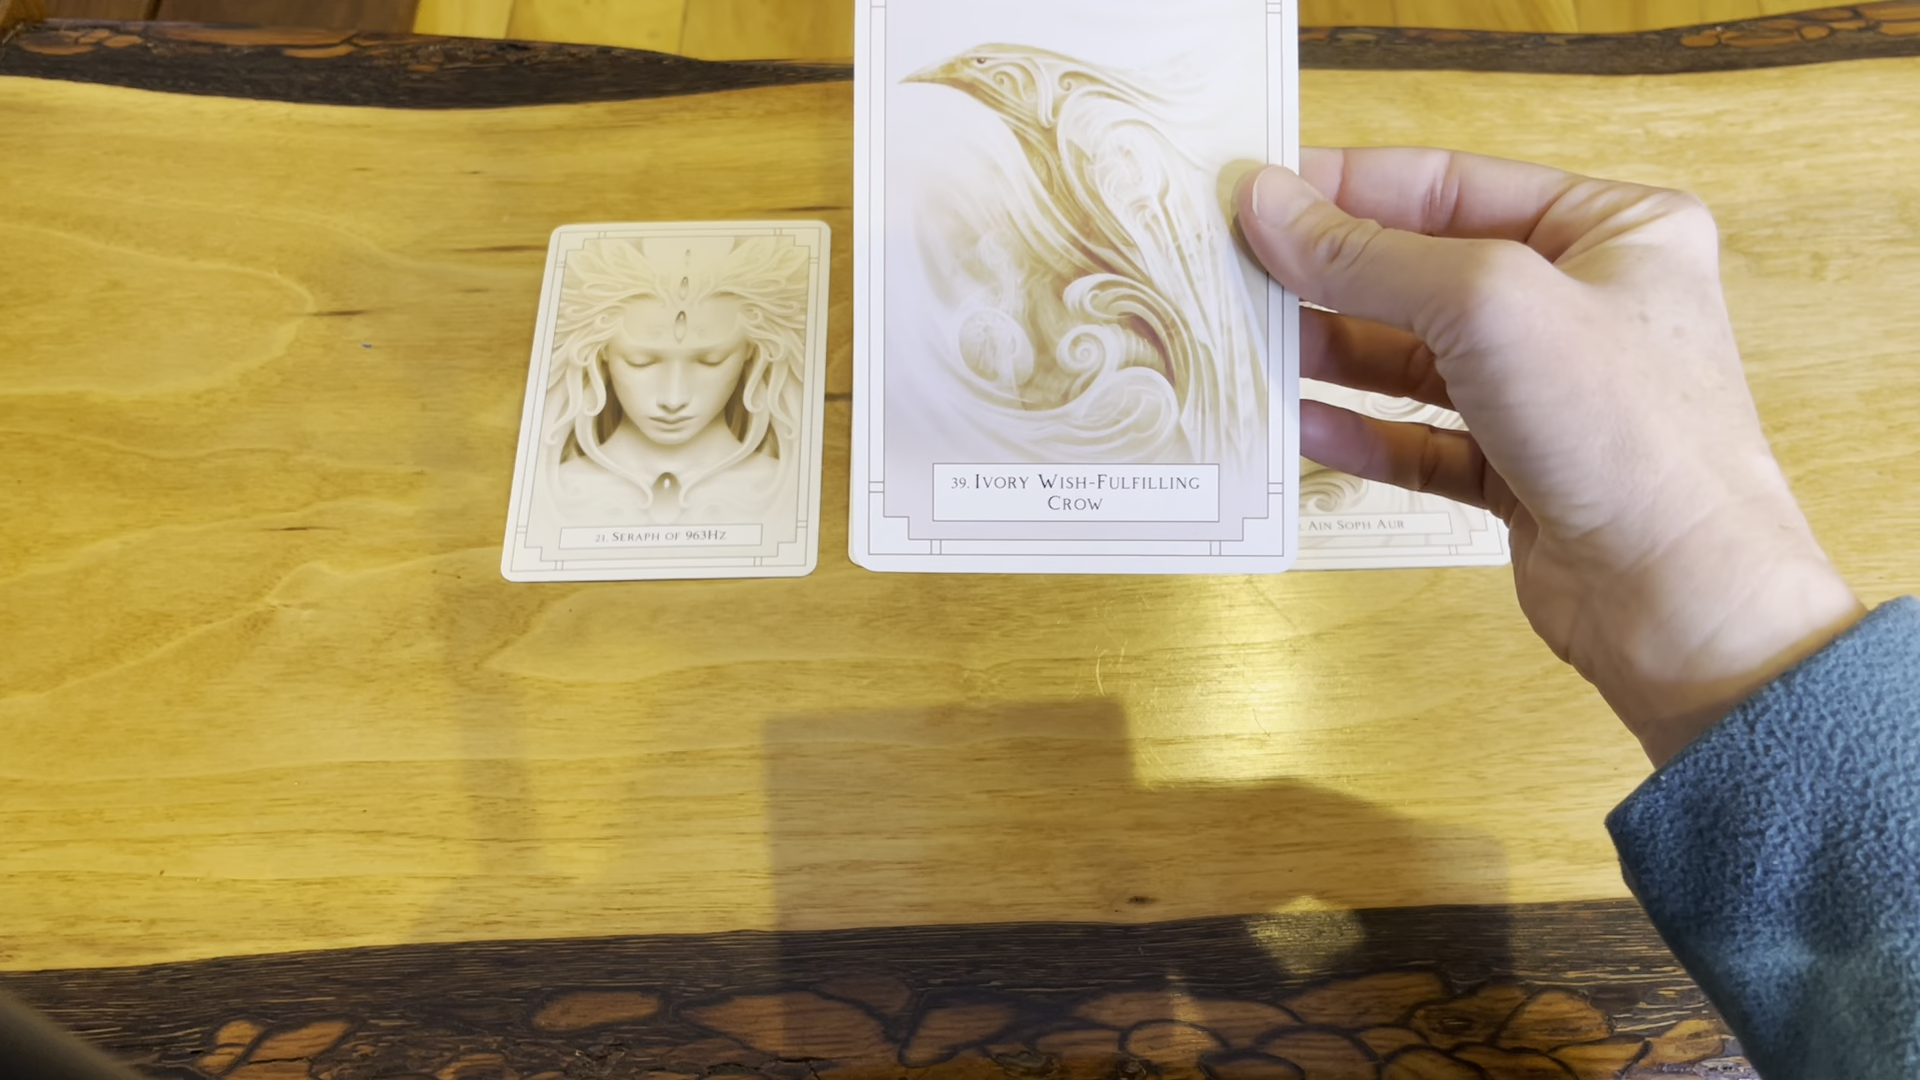 39. Ivory Wish-Fulfilling
Crow
21. Seraph of 963Hz
Ain Soph Aur